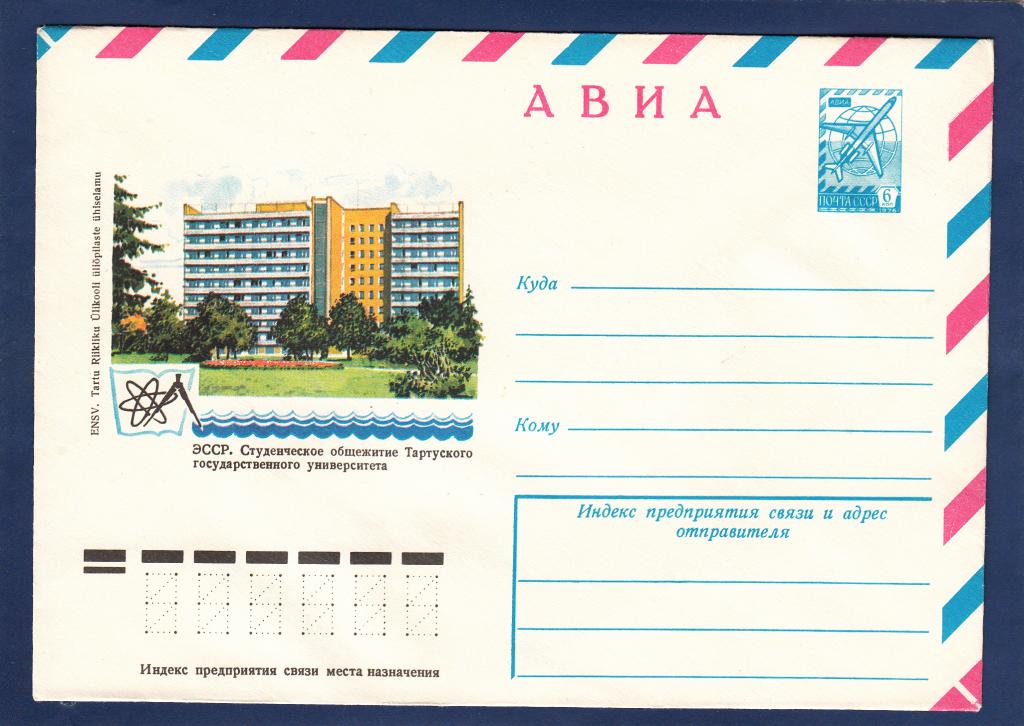 АВИА
АВИА
ПОЧТА СССР
6
КОП
1976
ENSV. Tartu Riikliku Ülikooli üliõpilaste ühiselamu
ЭССР. Студенческое общежитие Тартуского
государственного университета
Куда
Кому
Индекс предприятия связи и адрес
отправителя
Индекс предприятия связи места назначения